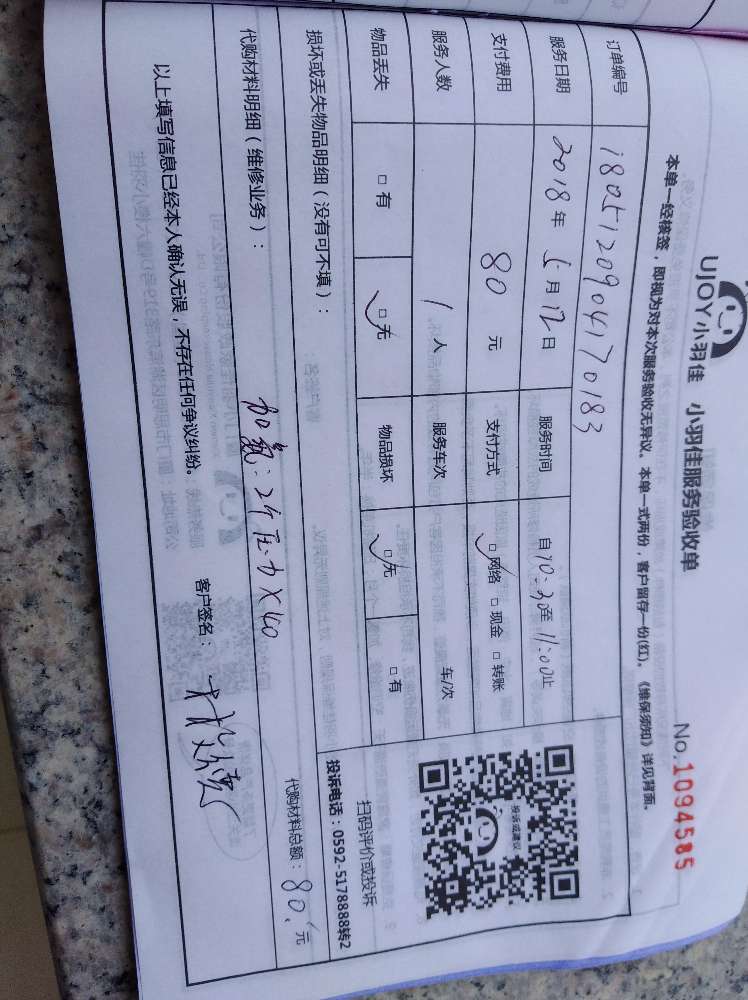 UJOY小羽佳 小羽佳服务验收单
No.1094585
本单一经核签，即视为对本次服务验收无异议。本单一式两份，客户留存一份(红)。《维保须知》详见背面。
订单编号 1805120904170183
服务日期 2018年5月12日 服务时间 自10:30至11:00止
支付费用 80元 支付方式 □网络 □现金 □转账
服务人数 1人 服务车次 车/次
物品丢失 □有 □无 物品损坏 □无 □有
投诉或建议
扫码评价或投诉
投诉电话：0592-5178888转2
损坏或丢失物品明细（没有可不填）：
代购材料明细（维修业务）： 加氟：2个压力×40
代购材料总额：80元
以上填写信息已经本人确认无误，不存在任何争议纠纷。 客户签名：